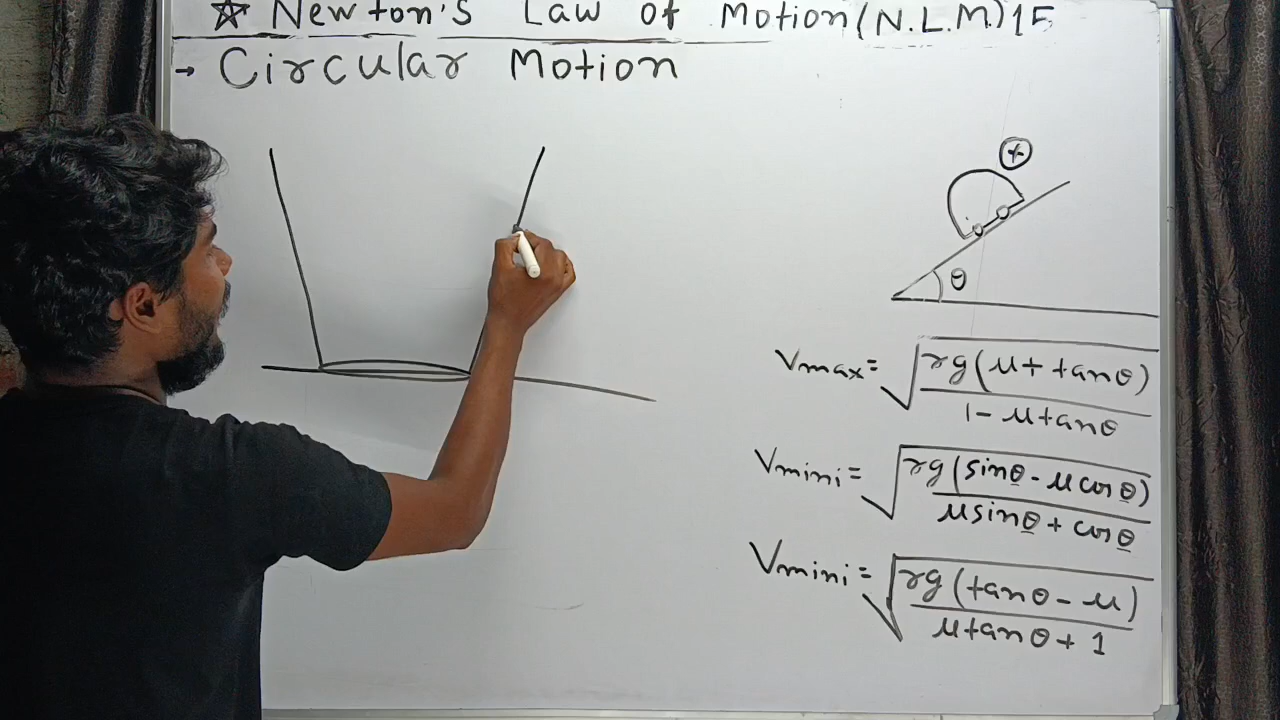 ☆ Newton's Law of Motion (N.L.M) 15
→ Circular Motion
+
θ
Vmax = √(rg(μ + tanθ) / 1 - μtanθ)
Vmini = √(rg(sinθ - μcosθ) / μsinθ + cosθ)
Vmini = √(rg(tanθ - μ) / μtanθ + 1)